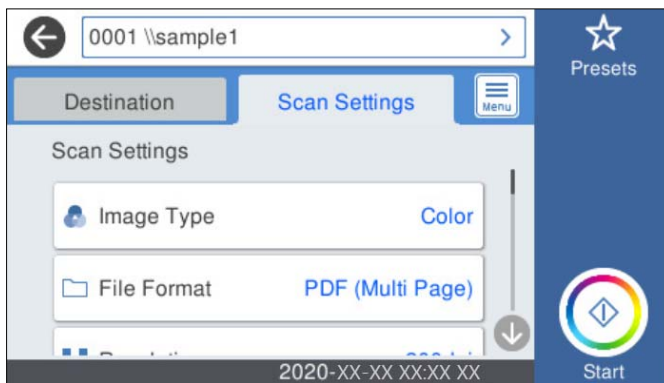 0001 \\sample1
Presets
Destination
Scan Settings
Menu
Scan Settings
Image Type
Color
File Format
PDF (Multi Page)
2020-XX-XX XX:XX XX
Start